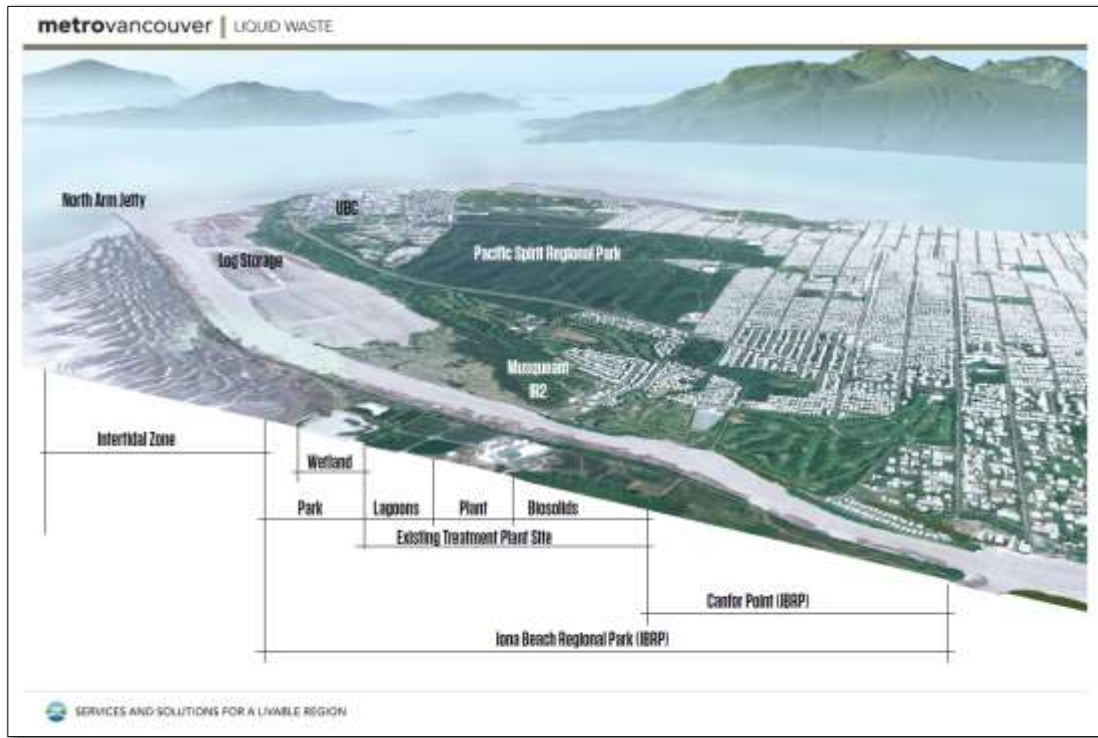 metrovancouver | LIQUID WASTE
North Arm Jetty
UBC
Log Storage
Pacific Spirit Regional Park
Musqueam
IR2
Intertidal Zone
Wetland
Park
Lagoons
Plant
Biosolids
Existing Treatment Plant Site
Canfor Point (IBRP)
Iona Beach Regional Park (IBRP)
SERVICES AND SOLUTIONS FOR A LIVABLE REGION